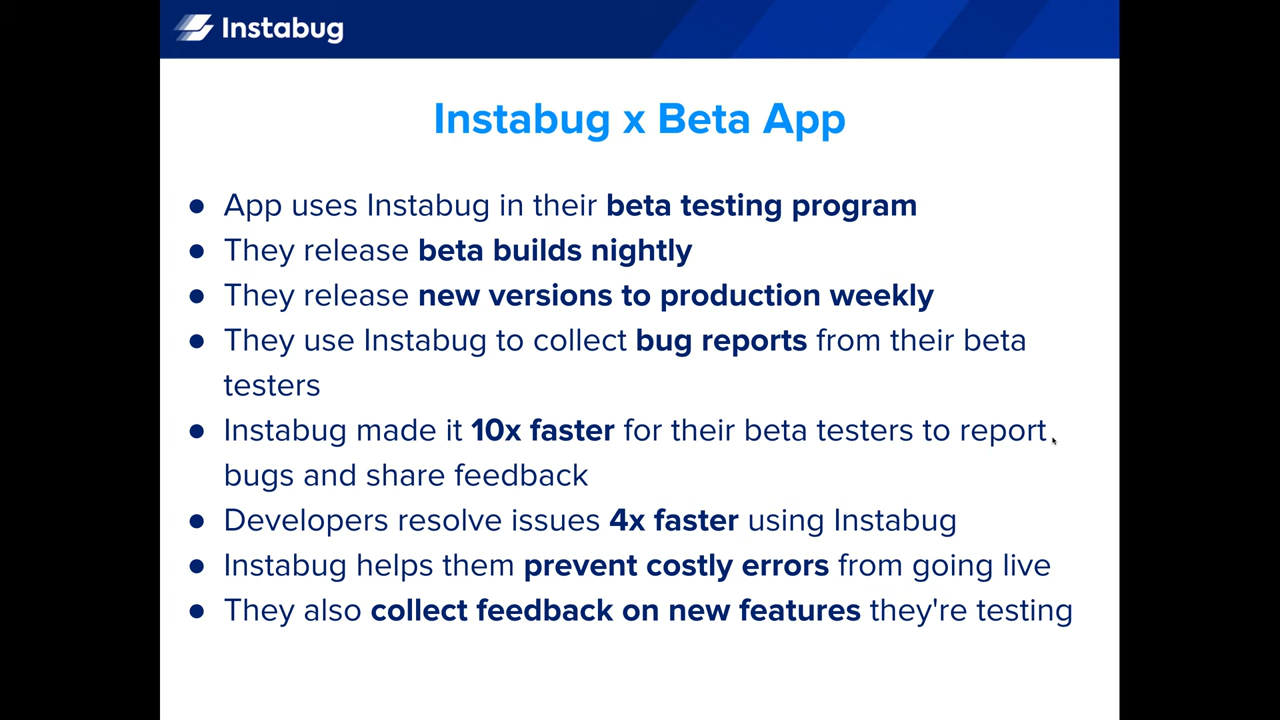 Instabug
Instabug x Beta App
● App uses Instabug in their beta testing program
● They release beta builds nightly
● They release new versions to production weekly
● They use Instabug to collect bug reports from their beta
testers
● Instabug made it 10x faster for their beta testers to report
bugs and share feedback
● Developers resolve issues 4x faster using Instabug
● Instabug helps them prevent costly errors from going live
● They also collect feedback on new features they're testing